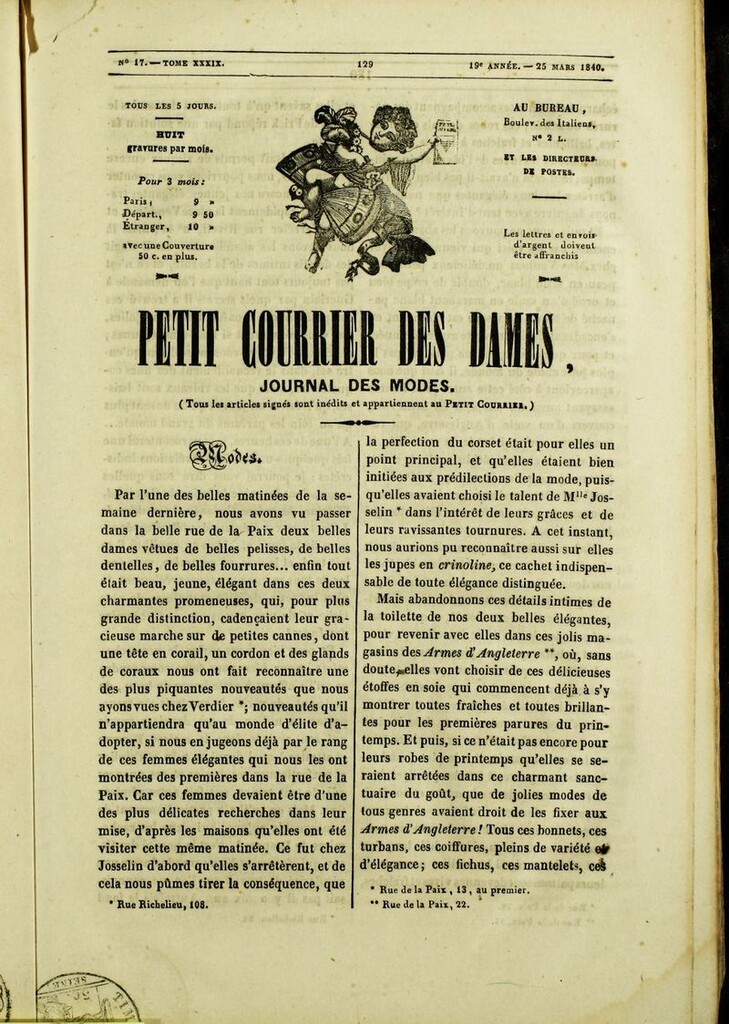 Nº 17. — TOME XXXIX.
129
19e ANNÉE. — 25 MARS 1840.
TOUS LES 5 JOURS.
HUIT
gravures par mois.
Pour 3 mois :
Paris, 9 »
Départ., 9 50
Étranger, 10 »
avec une Couverture
50 c. en plus.
AU BUREAU,
Boulev. des Italiens,
Nº 2 L.
ET LES DIRECTEURS
DE POSTES.
Les lettres et envois
d'argent doivent
être affranchis
PETIT COURRIER DES DAMES,
JOURNAL DES MODES.
(Tous les articles signés sont inédits et appartiennent au PETIT COURRIER.)
Modes.
Par l'une des belles matinées de la se-
maine dernière, nous avons vu passer
dans la belle rue de la Paix deux belles
dames vêtues de belles pelisses, de belles
dentelles, de belles fourrures... enfin tout
était beau, jeune, élégant dans ces deux
charmantes promeneuses, qui, pour plus
grande distinction, cadençaient leur gra-
cieuse marche sur de petites cannes, dont
une tête en corail, un cordon et des glands
de coraux nous ont fait reconnaître une
des plus piquantes nouveautés que nous
ayons vues chez Verdier *; nouveautés qu'il
n'appartiendra qu'au monde d'élite d'a-
dopter, si nous en jugeons déjà par le rang
de ces femmes élégantes qui nous les ont
montrées des premières dans la rue de la
Paix. Car ces femmes devaient être d'une
des plus délicates recherches dans leur
mise, d'après les maisons qu'elles ont été
visiter cette même matinée. Ce fut chez
Josselin d'abord qu'elles s'arrêtèrent, et de
cela nous pûmes tirer la conséquence, que
* Rue Richelieu, 108.
la perfection du corset était pour elles un
point principal, et qu'elles étaient bien
initiées aux prédilections de la mode, puis-
qu'elles avaient choisi le talent de Mlle Jos-
selin * dans l'intérêt de leurs grâces et de
leurs ravissantes tournures. A cet instant,
nous aurions pu reconnaître aussi sur elles
les jupes en crinoline, ce cachet indispen-
sable de toute élégance distinguée.
Mais abandonnons ces détails intimes de
la toilette de nos deux belles élégantes,
pour revenir avec elles dans ces jolis ma-
gasins des Armes d'Angleterre **, où, sans
doute, elles vont choisir de ces délicieuses
étoffes en soie qui commencent déjà à s'y
montrer toutes fraîches et toutes brillan-
tes pour les premières parures du prin-
temps. Et puis, si ce n'était pas encore pour
leurs robes de printemps qu'elles se se-
raient arrêtées dans ce charmant sanc-
tuaire du goût, que de jolies modes de
tous genres avaient droit de les fixer aux
Armes d'Angleterre ! Tous ces bonnets, ces
turbans, ces coiffures, pleins de variété et
d'élégance; ces fichus, ces mantelets, ces
* Rue de la Paix, 13, au premier.
** Rue de la Paix, 22.
SEINE